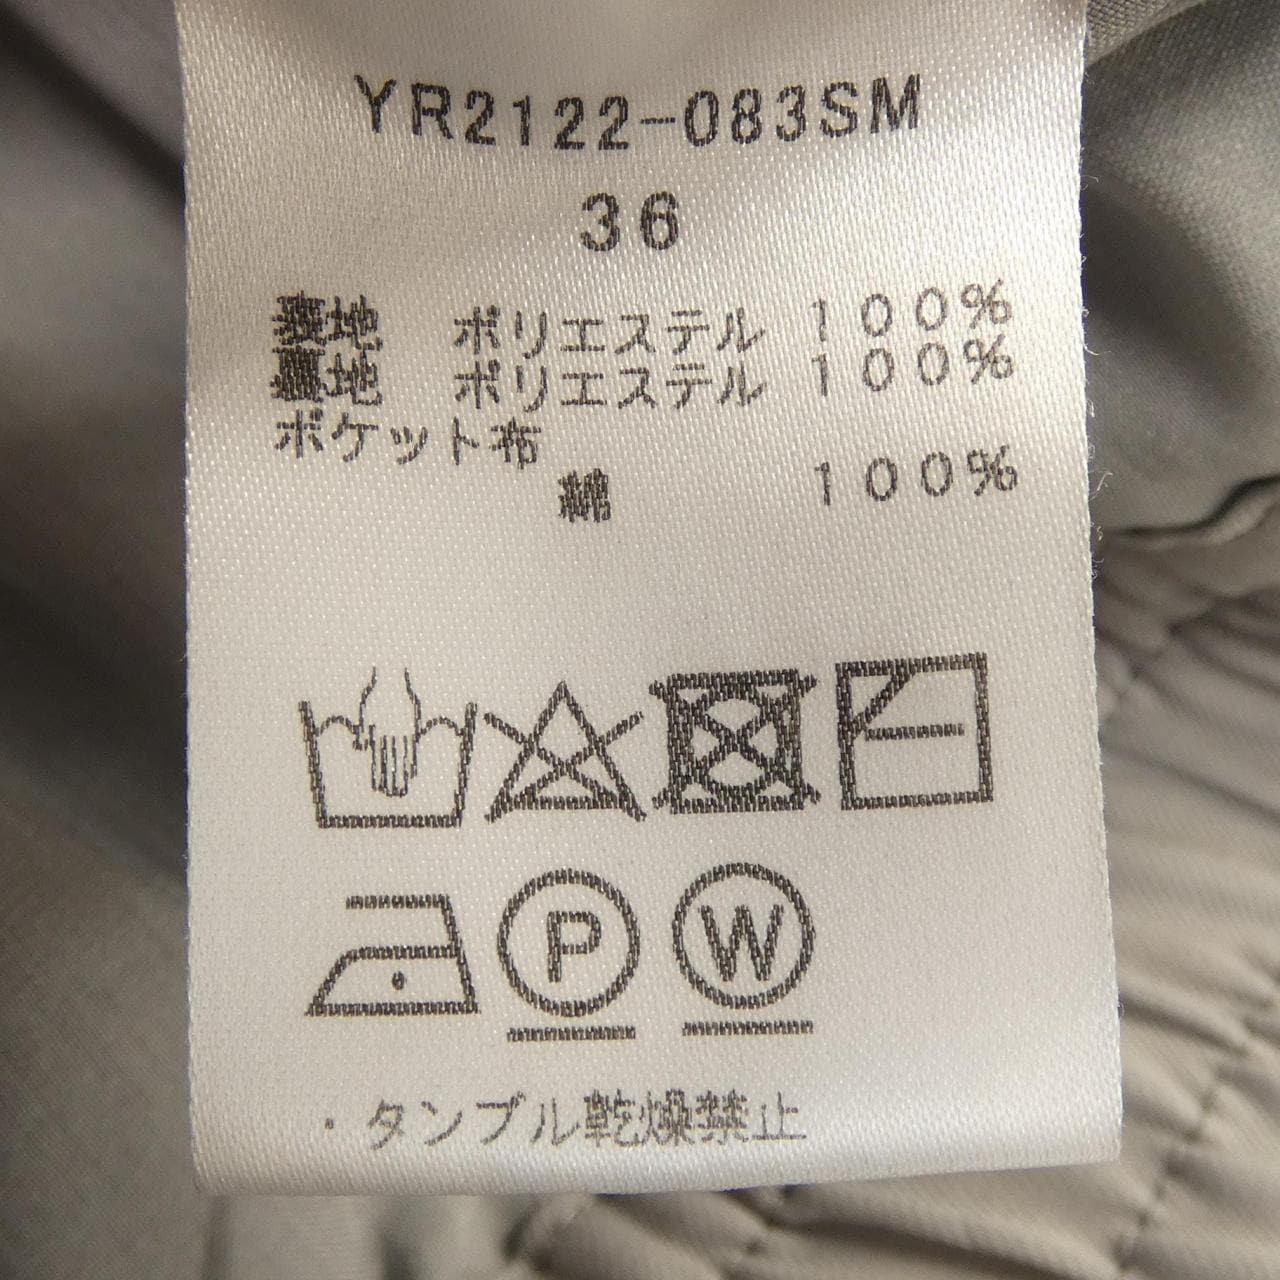 YR2122-083SM
36
表地 ポリエステル 100%
裏地 ポリエステル 100%
ポケット布
綿 100%
P W
・タンブル乾燥禁止